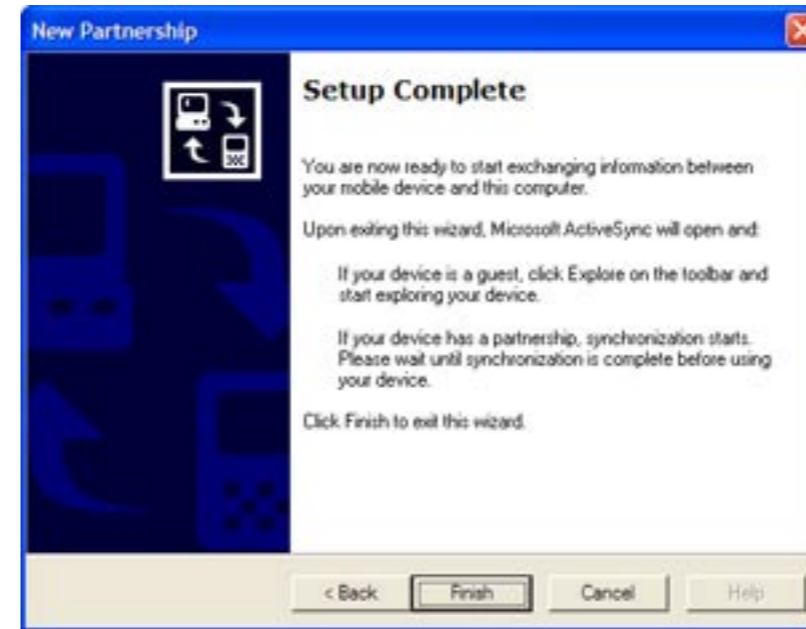 New Partnership
Setup Complete
You are now ready to start exchanging information between
your mobile device and this computer.
Upon exiting this wizard, Microsoft ActiveSync will open and:
If your device is a guest, click Explore on the toolbar and
start exploring your device.
If your device has a partnership, synchronization starts.
Please wait until synchronization is complete before using
your device.
Click Finish to exit this wizard.
< Back
Finish
Cancel
Help